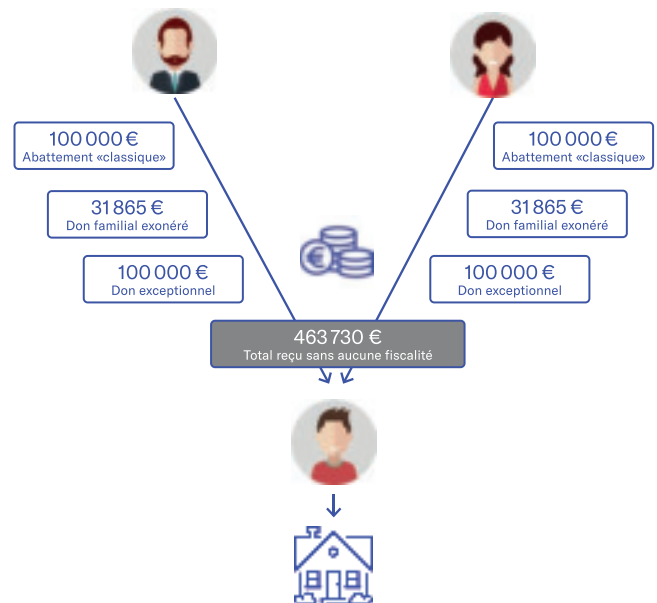 100 000 €
Abattement «classique»
100 000 €
Abattement «classique»
31 865 €
Don familial exonéré
31 865 €
Don familial exonéré
100 000 €
Don exceptionnel
100 000 €
Don exceptionnel
€
463 730 €
Total reçu sans aucune fiscalité